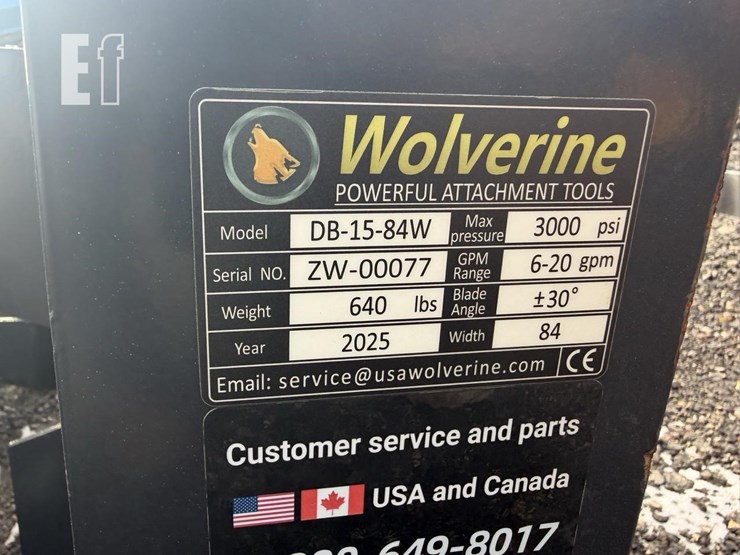 Ef
Wolverine
POWERFUL ATTACHMENT TOOLS
Model DB-15-84W Max pressure 3000 psi
Serial NO. ZW-00077 GPM Range 6-20 gpm
Weight 640 lbs Blade Angle ±30°
Year 2025 Width 84
Email: service@usawolverine.com CE
Customer service and parts
USA and Canada
649-8017